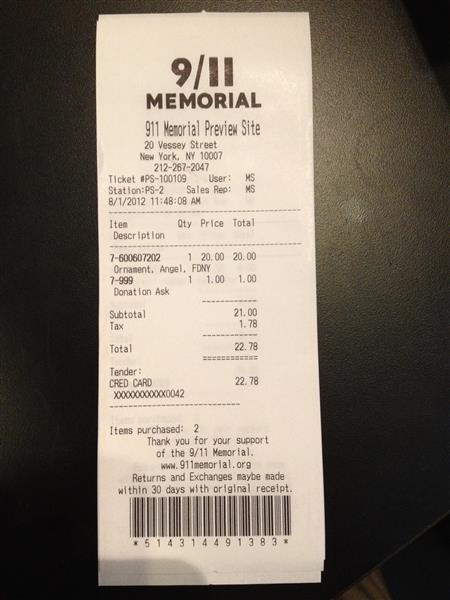 9/11
MEMORIAL
911 Memorial Preview Site
20 Vessey Street
New York, NY 10007
212-267-2047
Ticket #PS-100109 User: MS
Station:PS-2 Sales Rep: MS
8/1/2012 11:48:08 AM
Item Qty Price Total
Description
7-600607202 1 20.00 20.00
Ornament, Angel, FDNY
7-999 1 1.00 1.00
Donation Ask
Subtotal 21.00
Tax 1.78
Total 22.78
Tender:
CRED CARD 22.78
XXXXXXXXXXX0042
Items purchased: 2
Thank you for your support
of the 9/11 Memorial.
www.911memorial.org
Returns and Exchanges maybe made
within 30 days with original receipt.
*514314491383*